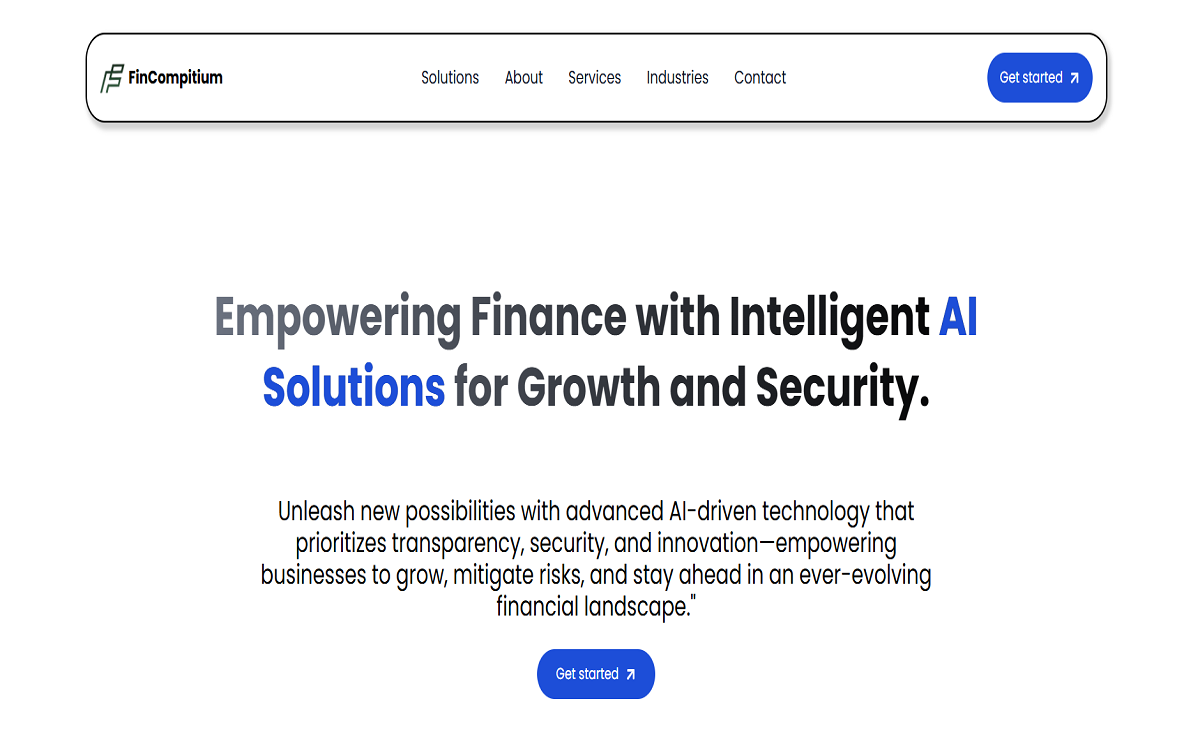 FinCompitium
Solutions About Services Industries Contact
Get started
Empowering Finance with Intelligent AI
Solutions for Growth and Security.
Unleash new possibilities with advanced AI-driven technology that
prioritizes transparency, security, and innovation—empowering
businesses to grow, mitigate risks, and stay ahead in an ever-evolving
financial landscape."
Get started